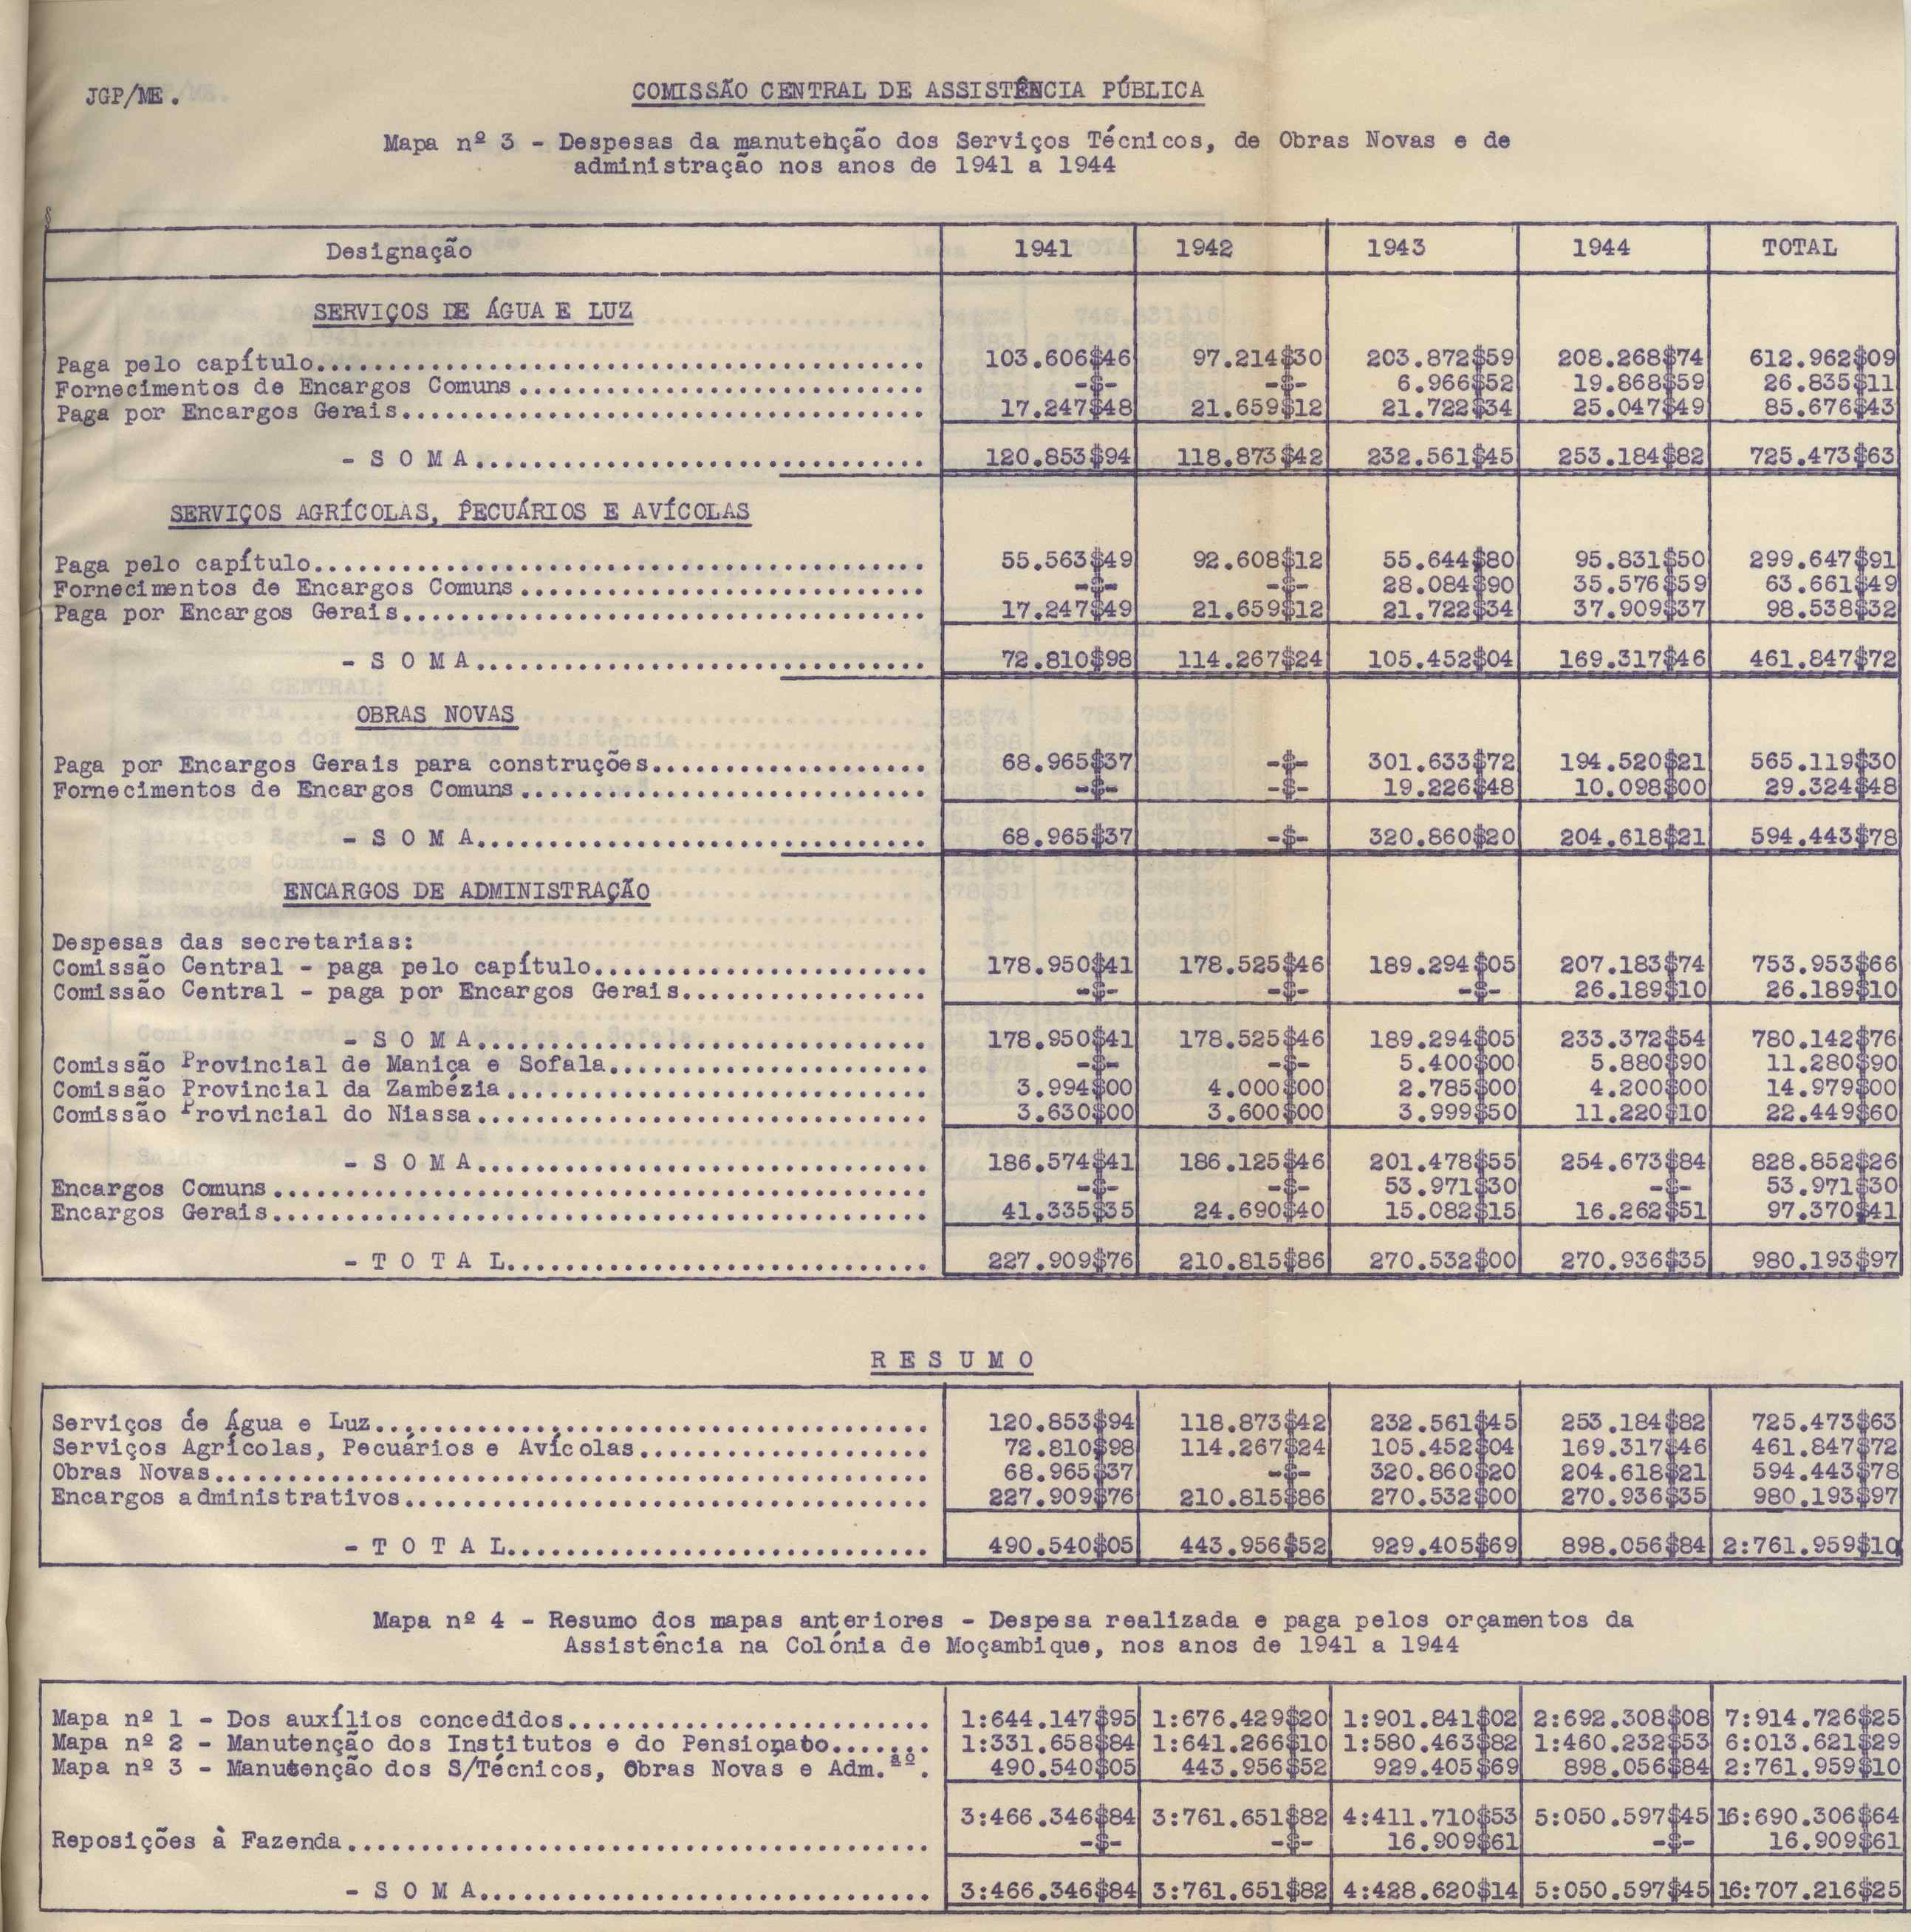 JGP/ME.
COMISSÃO CENTRAL DE ASSISTÊNCIA PÚBLICA
Mapa nº 3 - Despesas da manutehção dos Serviços Técnicos, de Obras Novas e de
administração nos anos de 1941 a 1944
Designação 1941 1942 1943 1944 TOTAL
SERVIÇOS DE ÁGUA E LUZ
Paga pelo capítulo 103.606$46 97.214$30 203.872$59 208.268$74 612.962$09
Fornecimentos de Encargos Comuns -$- -$- 6.966$52 19.868$59 26.835$11
Paga por Encargos Gerais 17.247$48 21.659$12 21.722$34 25.047$49 85.676$43
- S O M A 120.853$94 118.873$42 232.561$45 253.184$82 725.473$63
SERVIÇOS AGRÍCOLAS, PECUÁRIOS E AVÍCOLAS
Paga pelo capítulo 55.563$49 92.608$12 55.644$80 95.831$50 299.647$91
Fornecimentos de Encargos Comuns -$- -$- 28.084$90 35.576$59 63.661$49
Paga por Encargos Gerais 17.247$49 21.659$12 21.722$34 37.909$37 98.538$32
- S O M A 72.810$98 114.267$24 105.452$04 169.317$46 461.847$72
OBRAS NOVAS
Paga por Encargos Gerais para construções 68.965$37 -$- 301.633$72 194.520$21 565.119$30
Fornecimentos de Encargos Comuns -$- -$- 19.226$48 10.098$00 29.324$48
- S O M A 68.965$37 -$- 320.860$20 204.618$21 594.443$78
ENCARGOS DE ADMINISTRAÇÃO
Despesas das secretarias:
Comissão Central - paga pelo capítulo 178.950$41 178.525$46 189.294$05 207.183$74 753.953$66
Comissão Central - paga por Encargos Gerais -$- -$- -$- 26.189$10 26.189$10
- S O M A 178.950$41 178.525$46 189.294$05 233.372$54 780.142$76
Comissão Provincial de Manica e Sofala -$- -$- 5.400$00 5.880$90 11.280$90
Comissão Provincial da Zambézia 3.994$00 4.000$00 2.785$00 4.200$00 14.979$00
Comissão Provincial do Niassa 3.630$00 3.600$00 3.999$50 11.220$10 22.449$60
- S O M A 186.574$41 186.125$46 201.478$55 254.673$84 828.852$26
Encargos Comuns -$- -$- 53.971$30 -$- 53.971$30
Encargos Gerais 41.335$35 24.690$40 15.082$15 16.262$51 97.370$41
- T O T A L 227.909$76 210.815$86 270.532$00 270.936$35 980.193$97
R E S U M O
Serviços de Água e Luz 120.853$94 118.873$42 232.561$45 253.184$82 725.473$63
Serviços Agrícolas, Pecuários e Avícolas 72.810$98 114.267$24 105.452$04 169.317$46 461.847$72
Obras Novas 68.965$37 -$- 320.860$20 204.618$21 594.443$78
Encargos administrativos 227.909$76 210.815$86 270.532$00 270.936$35 980.193$97
- T O T A L 490.540$05 443.956$52 929.405$69 898.056$84 2:761.959$10
Mapa nº 4 - Resumo dos mapas anteriores - Despesa realizada e paga pelos orçamentos da
Assistência na Colónia de Moçambique, nos anos de 1941 a 1944
Mapa nº 1 - Dos auxílios concedidos 1:644.147$95 1:676.429$20 1:901.841$02 2:692.308$08 7:914.726$25
Mapa nº 2 - Manutenção dos Institutos e do Pensionato 1:331.658$84 1:641.266$10 1:580.463$82 1:460.232$53 6:013.621$29
Mapa nº 3 - Manutenção dos S/Técnicos, Obras Novas e Adm.ªº. 490.540$05 443.956$52 929.405$69 898.056$84 2:761.959$10
3:466.346$84 3:761.651$82 4:411.710$53 5:050.597$45 16:690.306$64
Reposições à Fazenda -$- -$- 16.909$61 -$- 16.909$61
- S O M A 3:466.346$84 3:761.651$82 4:428.620$14 5:050.597$45 16:707.216$25